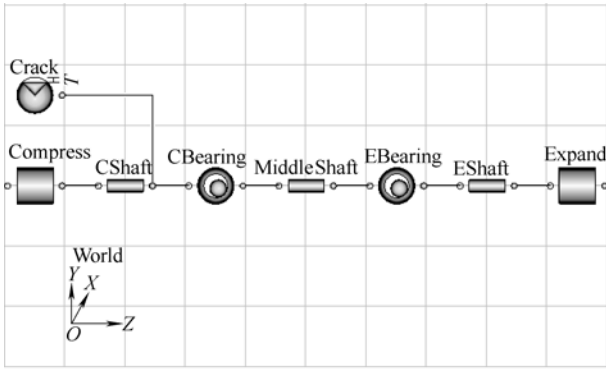 Crack
H
T
Compress
CShaft
CBearing
MiddleShaft
EBearing
EShaft
Expand
World
Y
X
O
Z